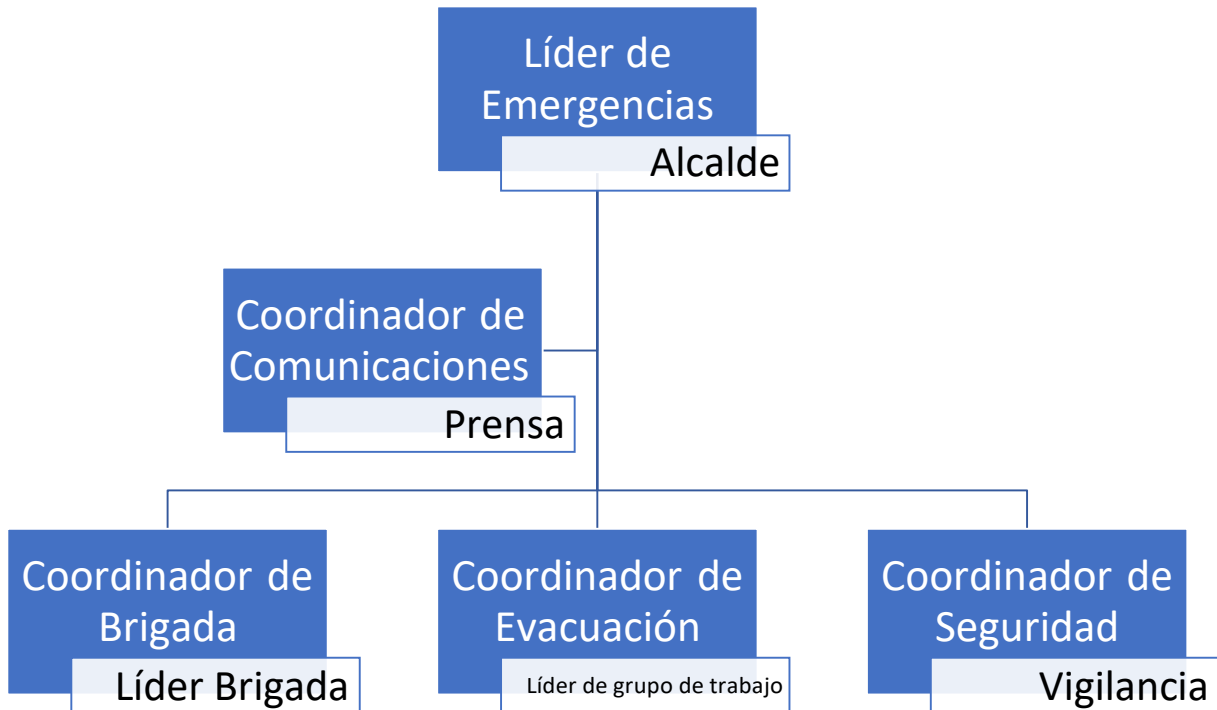 Líder de
Emergencias
Alcalde
Coordinador de
Comunicaciones
Prensa
Coordinador de
Brigada
Líder Brigada
Coordinador de
Evacuación
Líder de grupo de trabajo
Coordinador de
Seguridad
Vigilancia